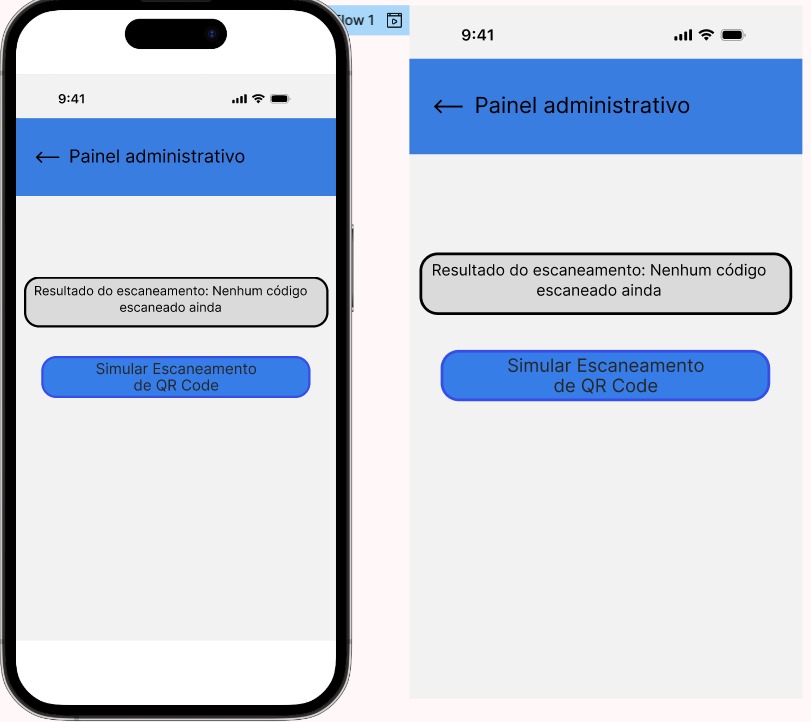 Flow 1
9:41
Painel administrativo
Resultado do escaneamento: Nenhum código
escaneado ainda
Simular Escaneamento
de QR Code
9:41
Painel administrativo
Resultado do escaneamento: Nenhum código
escaneado ainda
Simular Escaneamento
de QR Code